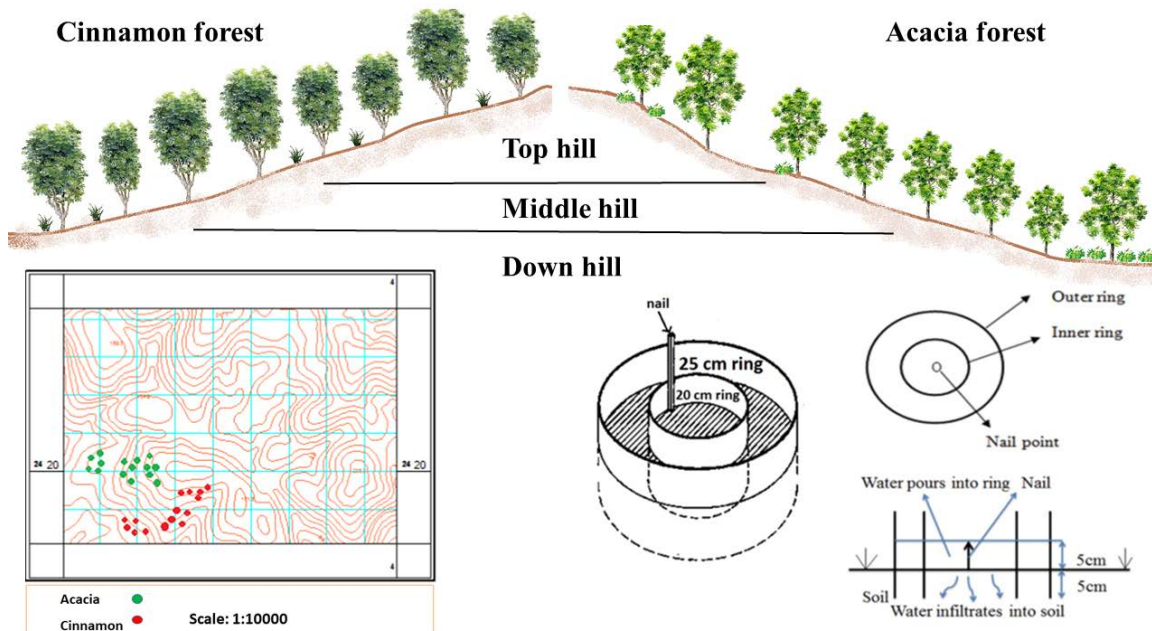 Cinnamon forest
Acacia forest
Top hill
Middle hill
Down hill
4
24 20
24 20
4
Acacia
Cinnamon
Scale: 1:10000
nail
25 cm ring
20 cm ring
Outer ring
Inner ring
Nail point
Water pours into ring
Nail
5cm
5cm
Soil
Water infiltrates into soil